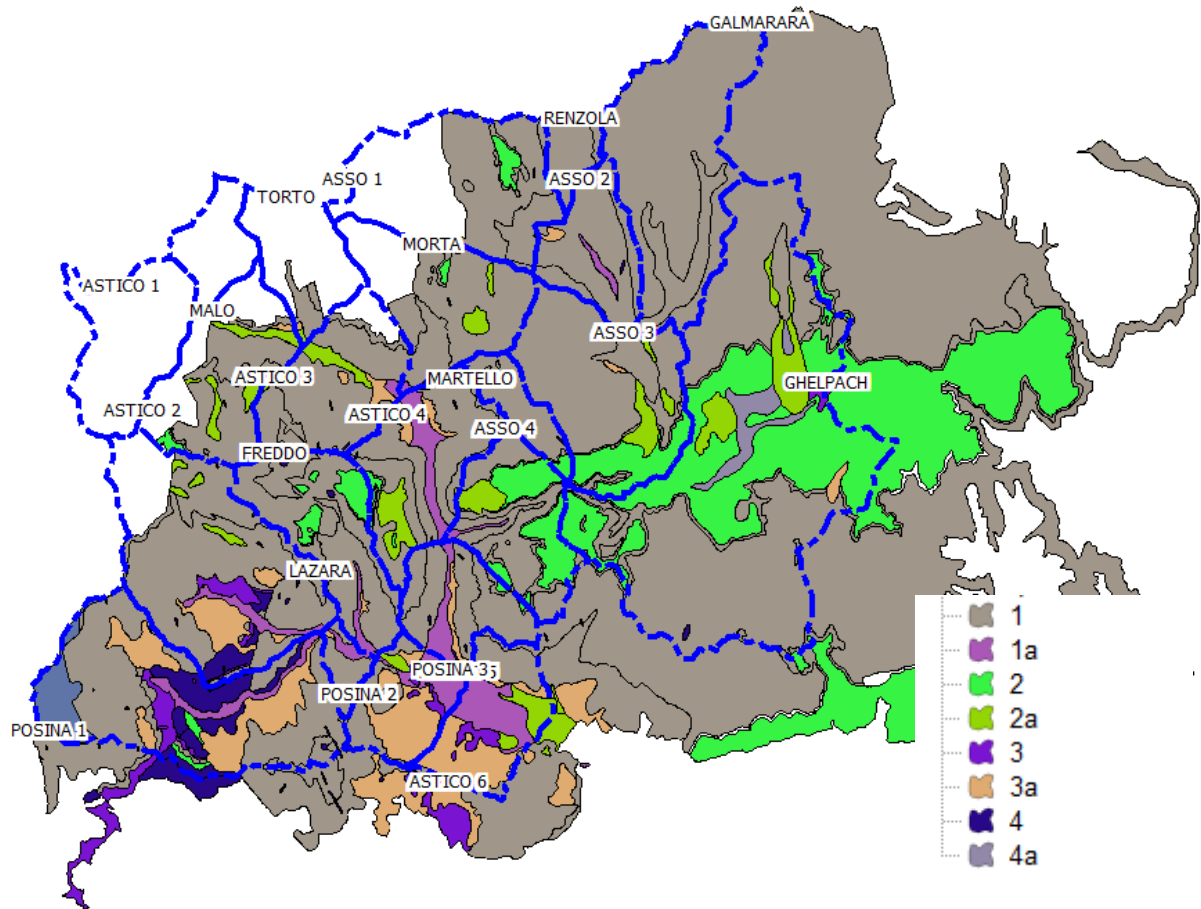 GALMARARA
RENZOLA
ASSO 1
ASSO 2
TORTO
MORTA
ASTICO 1
MALO
ASSO 3
ASTICO 3
MARTELLO
GHELPACH
ASTICO 2
ASTICO 4
ASSO 4
FREDDO
LAZARA
POSINA 3
POSINA 2
POSINA 1
ASTICO 6
1
1a
2
2a
3
3a
4
4a